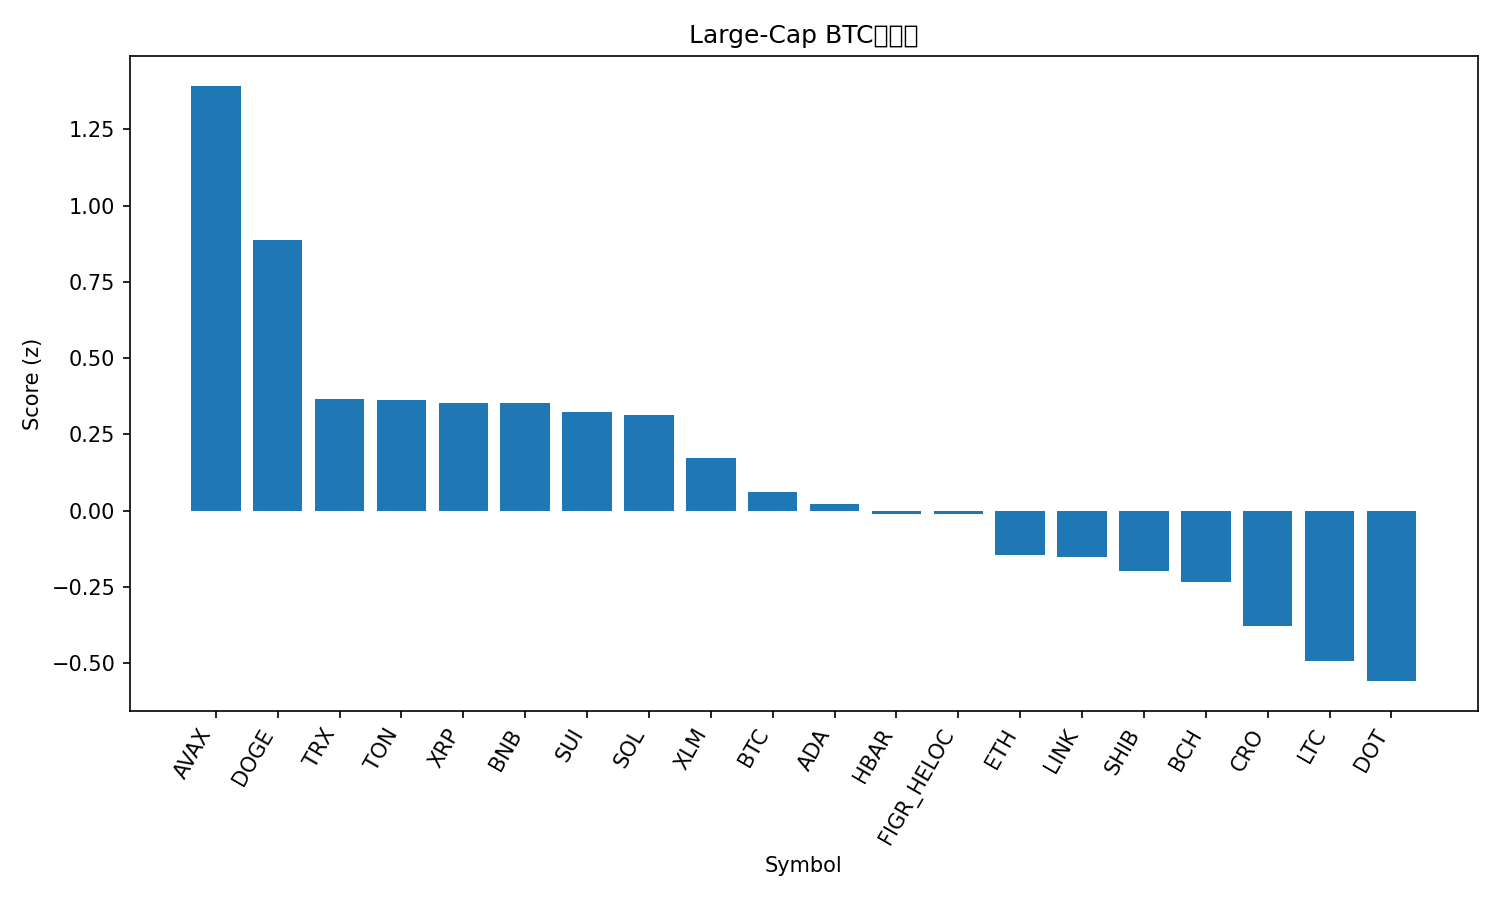 Large-Cap BTC
Score (z)
1.25
1.00
0.75
0.50
0.25
0.00
−0.25
−0.50
AVAX
DOGE
TRX
TON
XRP
BNB
SUI
SOL
XLM
BTC
ADA
HBAR
FIGR_HELOC
ETH
LINK
SHIB
BCH
CRO
LTC
DOT
Symbol